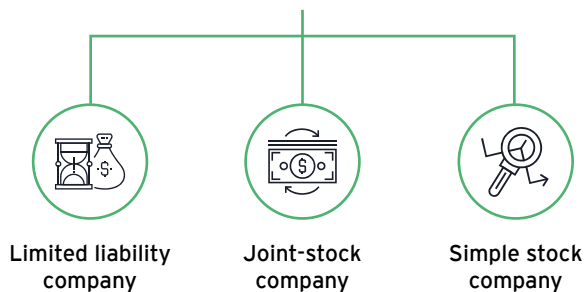 Limited liability
company
Joint-stock
company
Simple stock
company